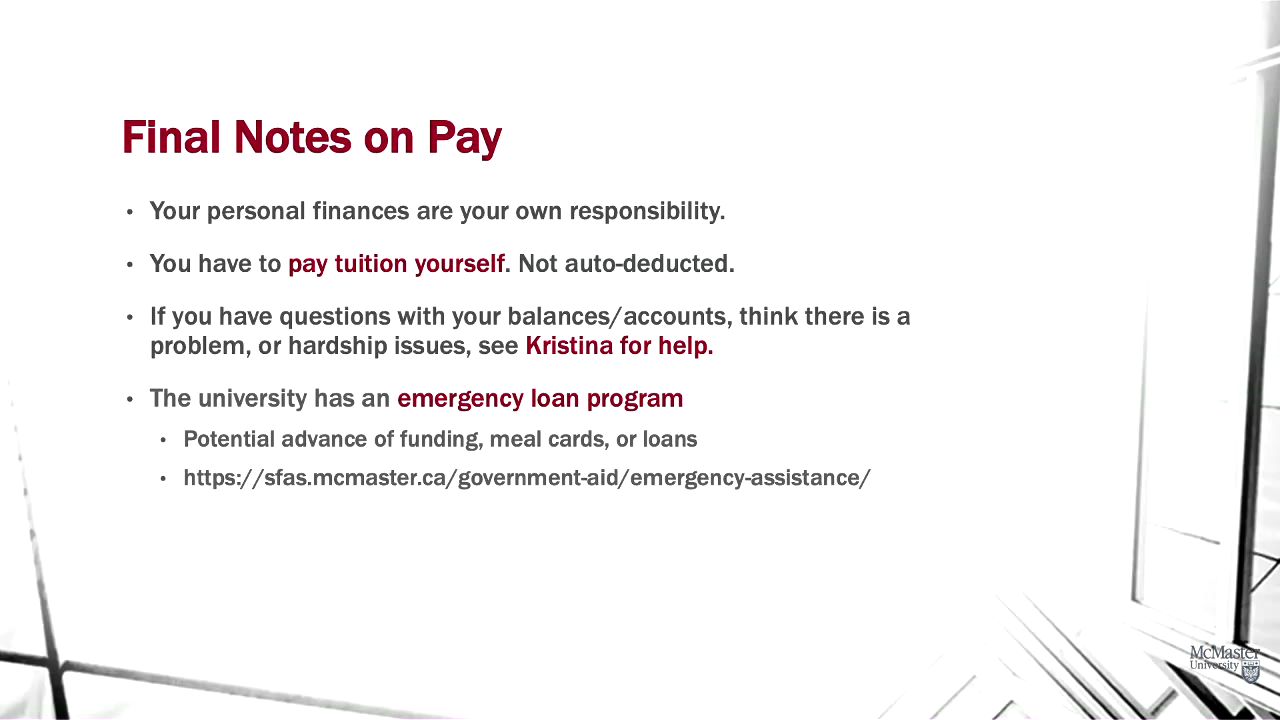 Final Notes on Pay
• Your personal finances are your own responsibility.
• You have to pay tuition yourself. Not auto-deducted.
• If you have questions with your balances/accounts, think there is a
problem, or hardship issues, see Kristina for help.
• The university has an emergency loan program
• Potential advance of funding, meal cards, or loans
• https://sfas.mcmaster.ca/government-aid/emergency-assistance/
McMaster
University